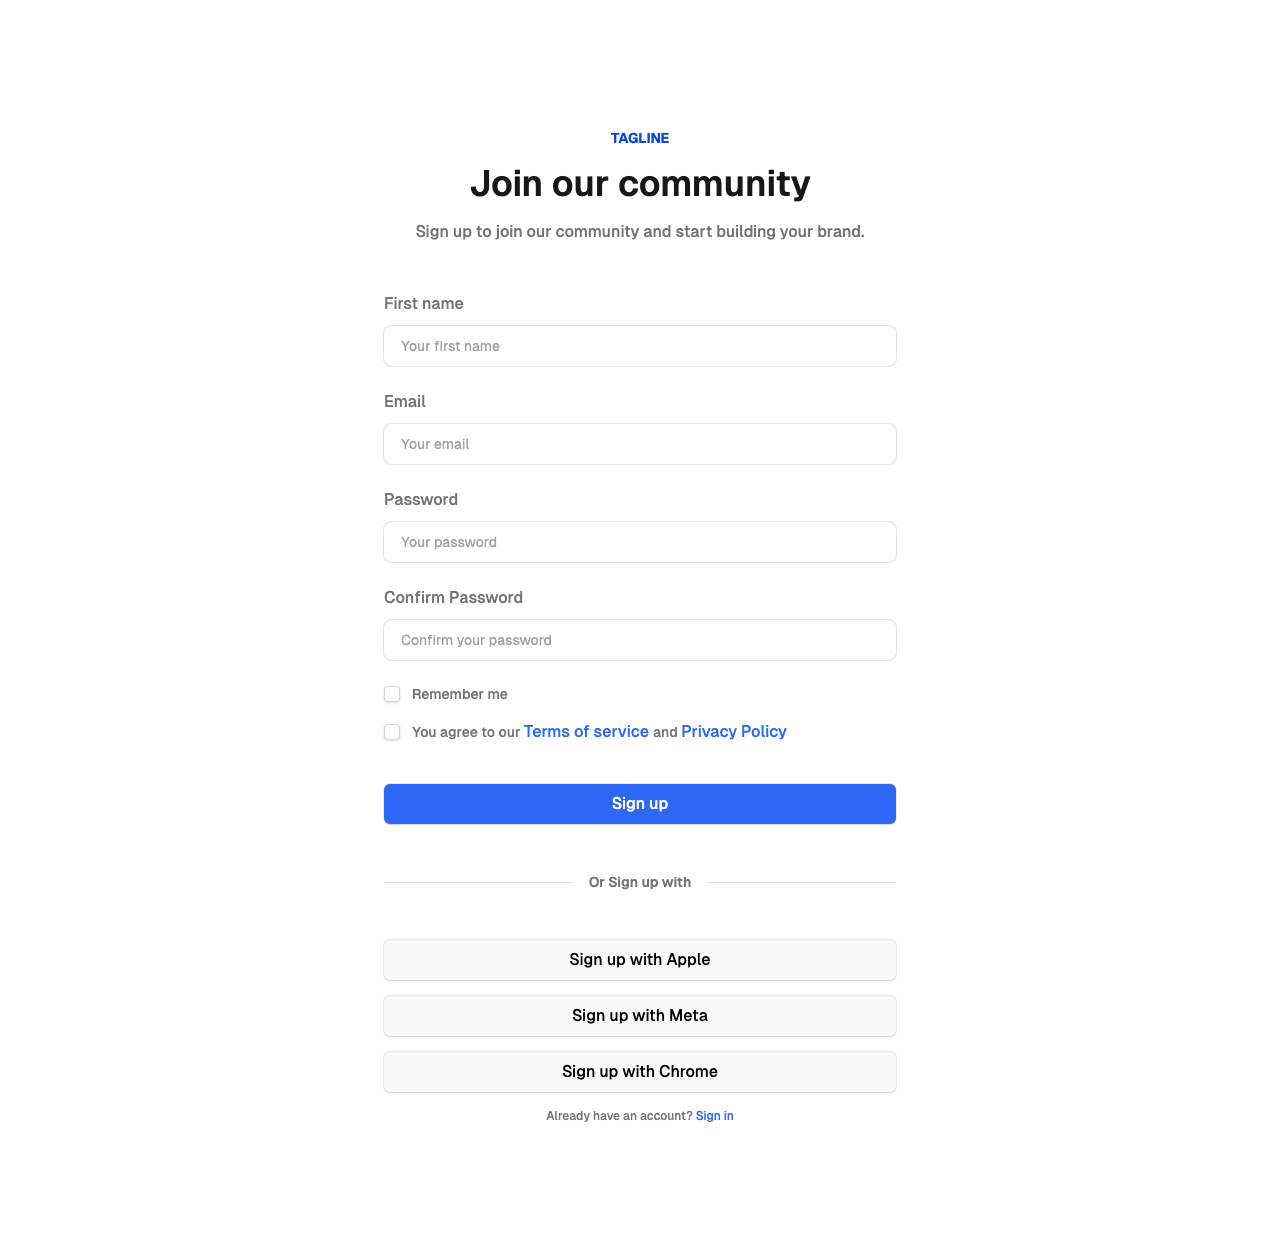 TAGLINE
Join our community
Sign up to join our community and start building your brand.
First name
Your first name
Email
Your email
Password
Your password
Confirm Password
Confirm your password
Remember me
You agree to our Terms of service and Privacy Policy
Sign up
Or Sign up with
Sign up with Apple
Sign up with Meta
Sign up with Chrome
Already have an account? Sign in